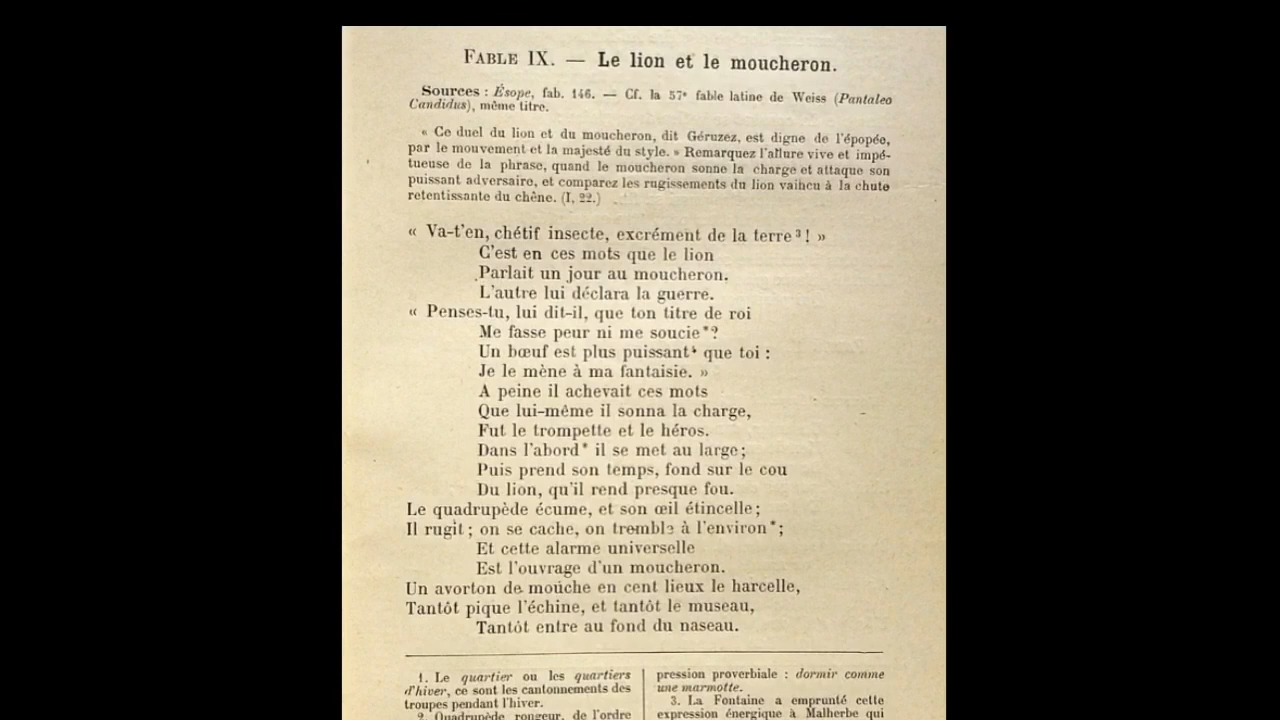 FABLE IX. — Le lion et le moucheron.
Sources : Ésope, fab. 146. — Cf. la 57e fable latine de Weiss (Pantaleo
Candidus), même titre.
« Ce duel du lion et du moucheron, dit Géruzez, est digne de l'épopée,
par le mouvement et la majesté du style. » Remarquez l'allure vive et impé-
tueuse de la phrase, quand le moucheron sonne la charge et attaque son
puissant adversaire, et comparez les rugissements du lion vaincu à la chute
retentissante du chêne. (I, 22.)
« Va-t'en, chétif insecte, excrément de la terre ³ ! »
C'est en ces mots que le lion
Parlait un jour au moucheron.
L'autre lui déclara la guerre.
« Penses-tu, lui dit-il, que ton titre de roi
Me fasse peur ni me soucie * ?
Un bœuf est plus puissant ⁴ que toi :
Je le mène à ma fantaisie. »
A peine il achevait ces mots
Que lui-même il sonna la charge,
Fut le trompette et le héros.
Dans l'abord * il se met au large ;
Puis prend son temps, fond sur le cou
Du lion, qu'il rend presque fou.
Le quadrupède écume, et son œil étincelle ;
Il rugit ; on se cache, on tremble à l'environ * ;
Et cette alarme universelle
Est l'ouvrage d'un moucheron.
Un avorton de mouche en cent lieux le harcelle,
Tantôt pique l'échine, et tantôt le museau,
Tantôt entre au fond du naseau.
1. Le quartier ou les quartiers
d'hiver, ce sont les cantonnements des
troupes pendant l'hiver.
2. Quadrupède rongeur, de l'ordre
pression proverbiale : dormir comme
une marmotte.
3. La Fontaine a emprunté cette
expression énergique à Malherbe qui